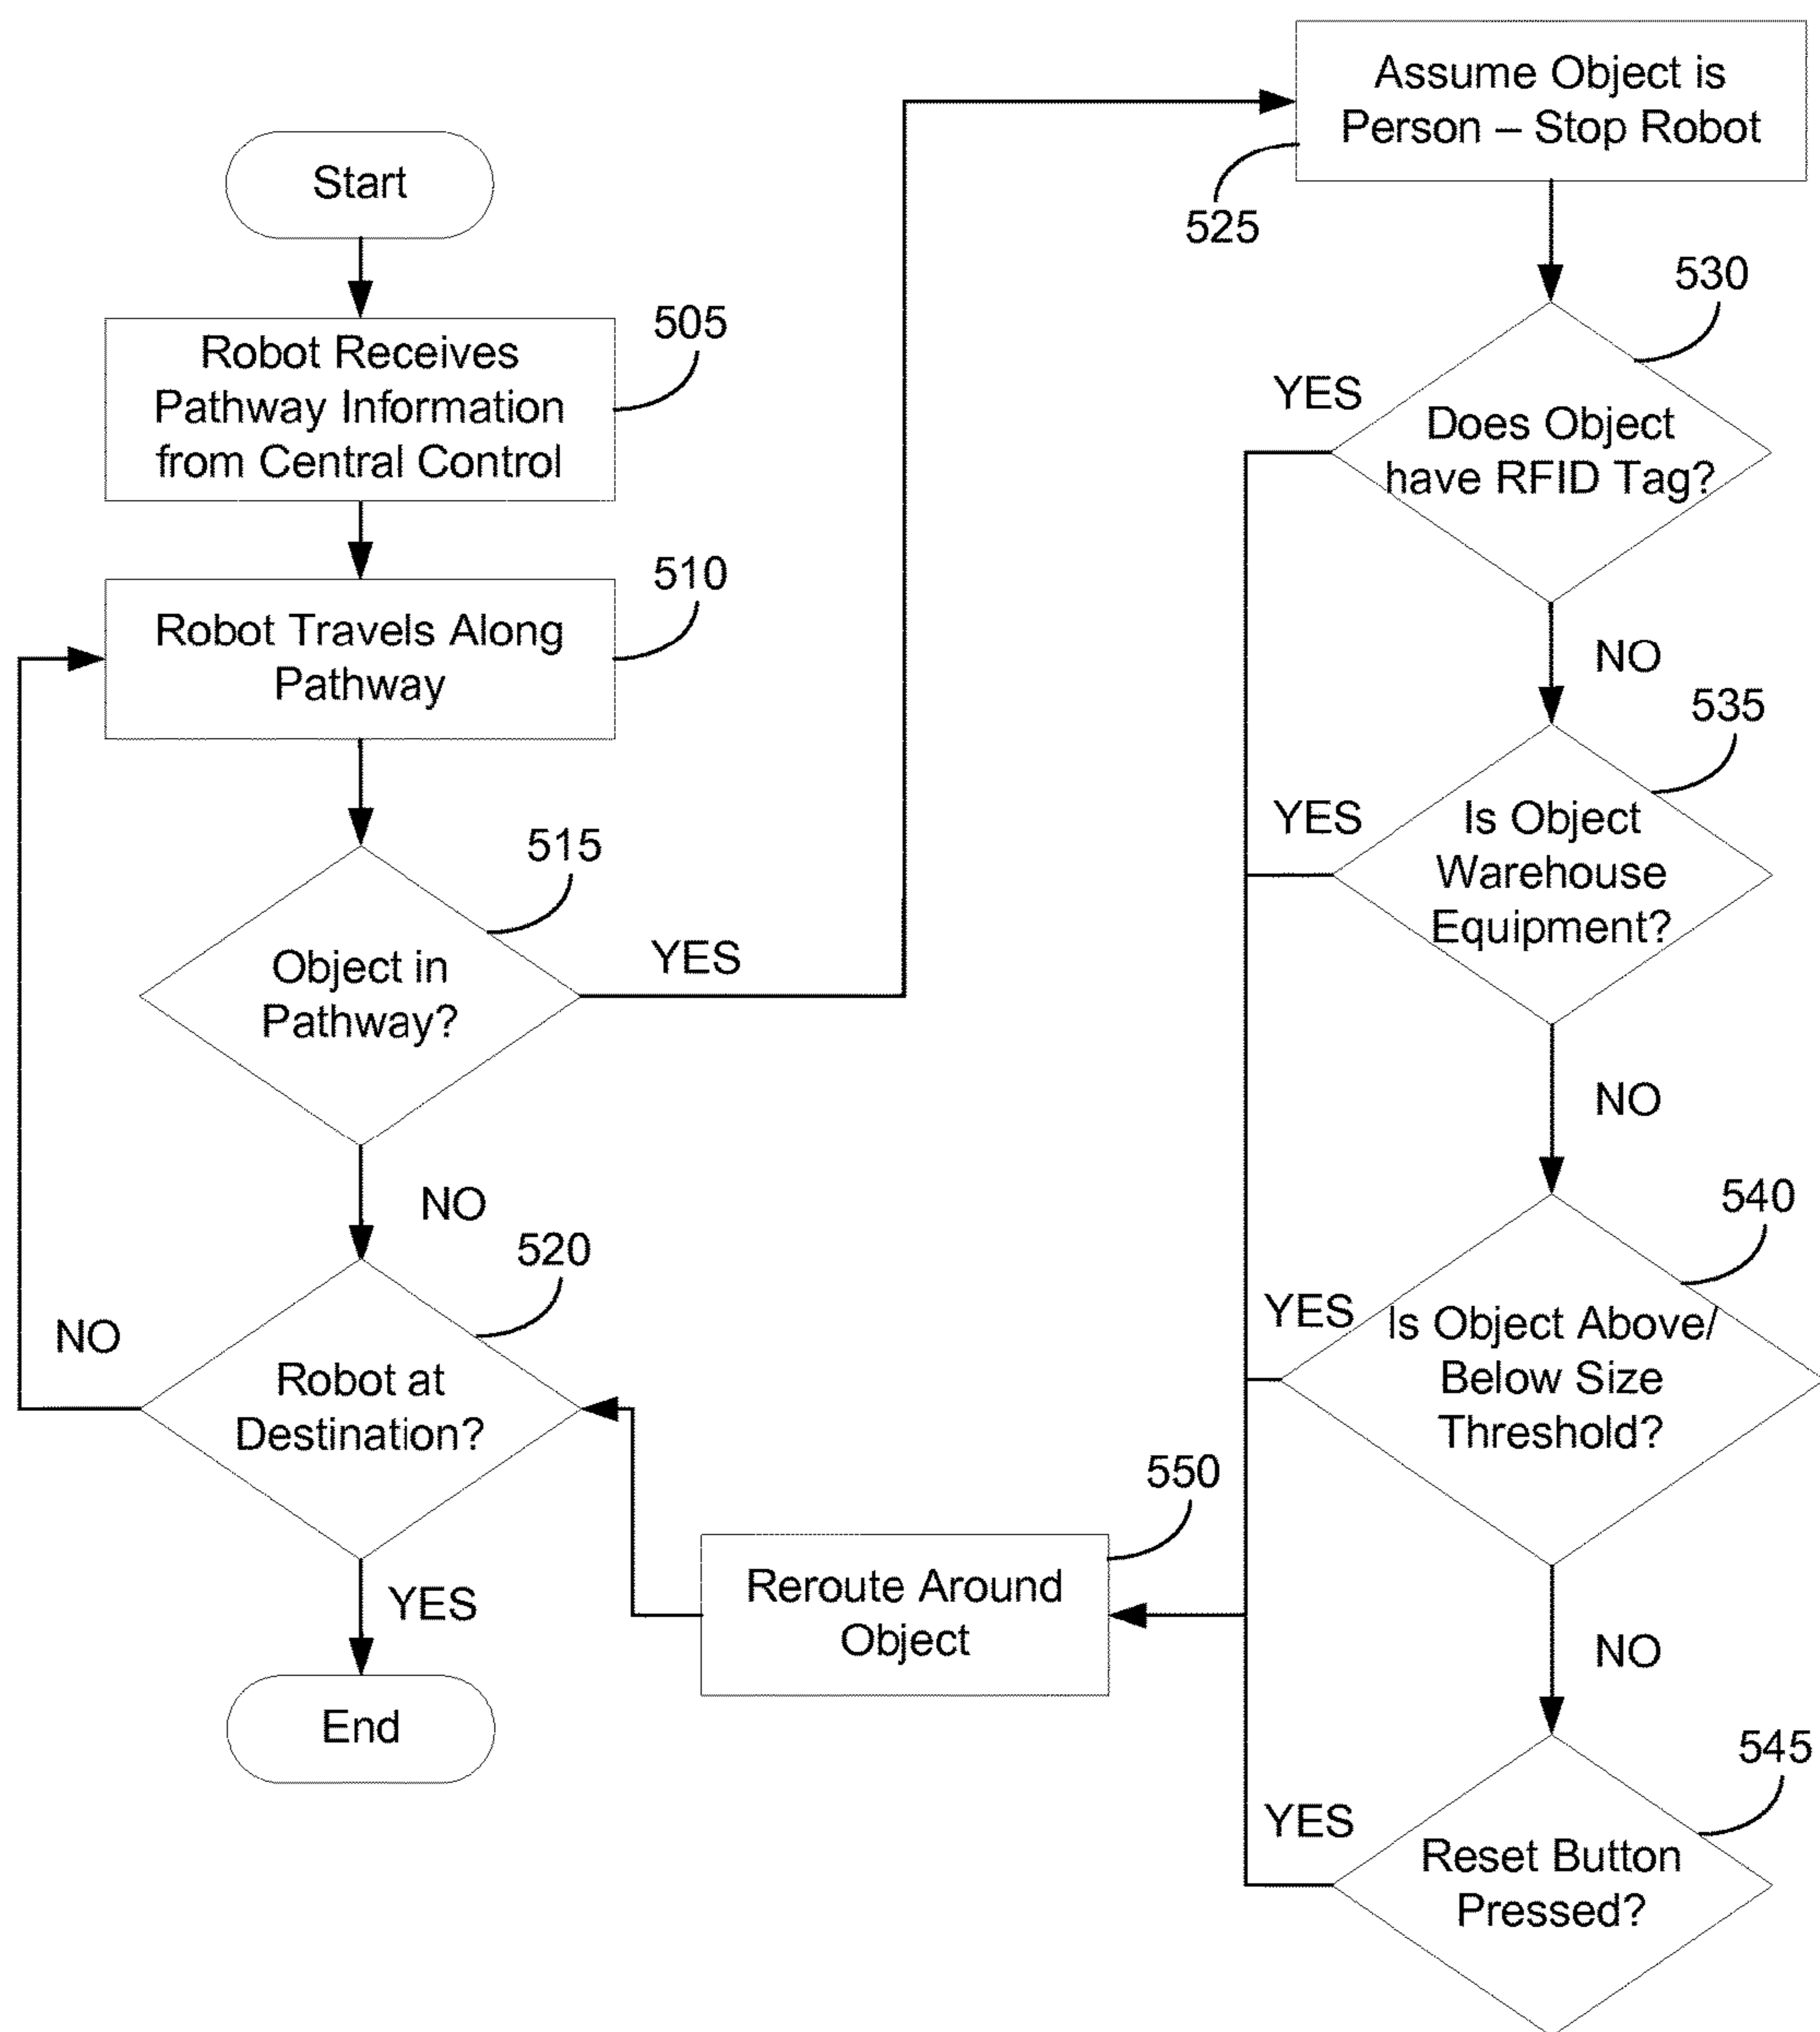 Start
Robot Receives
Pathway Information
from Central Control
505
Robot Travels Along
Pathway
510
Object in
Pathway?
515
YES
NO
Robot at
Destination?
520
NO
YES
End
Assume Object is
Person – Stop Robot
525
Does Object
have RFID Tag?
530
YES
NO
Is Object
Warehouse
Equipment?
535
YES
NO
Is Object Above/
Below Size
Threshold?
540
YES
NO
Reset Button
Pressed?
545
YES
Reroute Around
Object
550